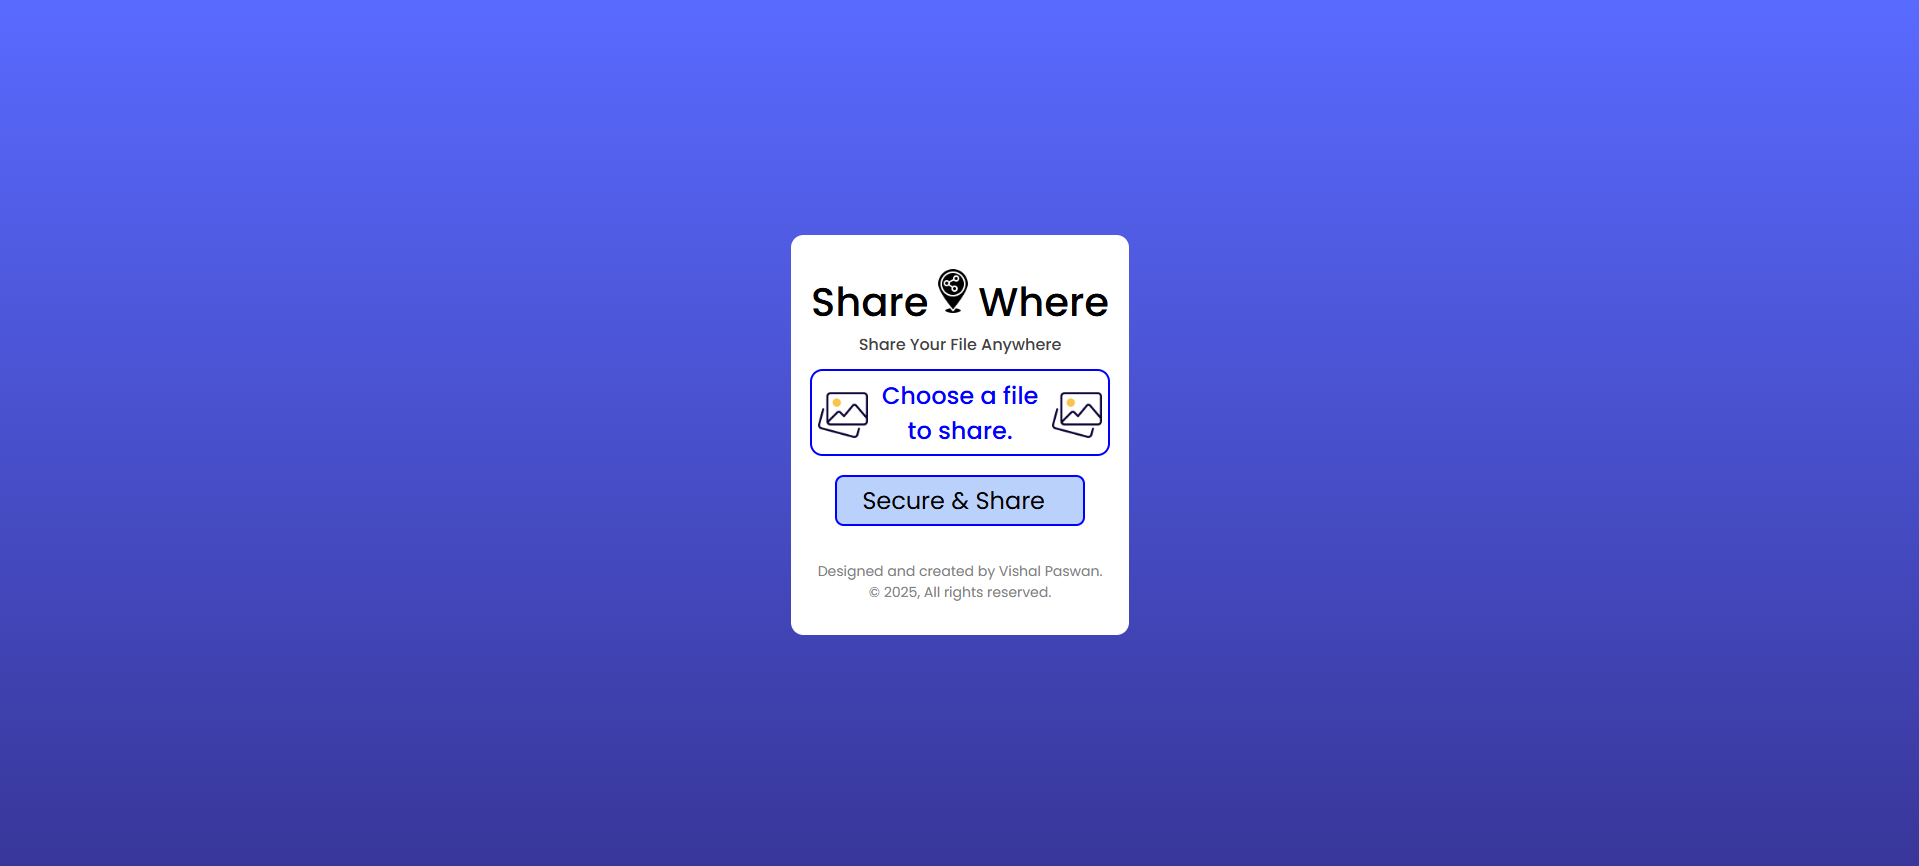 Share Where
Share Your File Anywhere
Choose a file
to share.
Secure & Share
Designed and created by Vishal Paswan.
© 2025, All rights reserved.